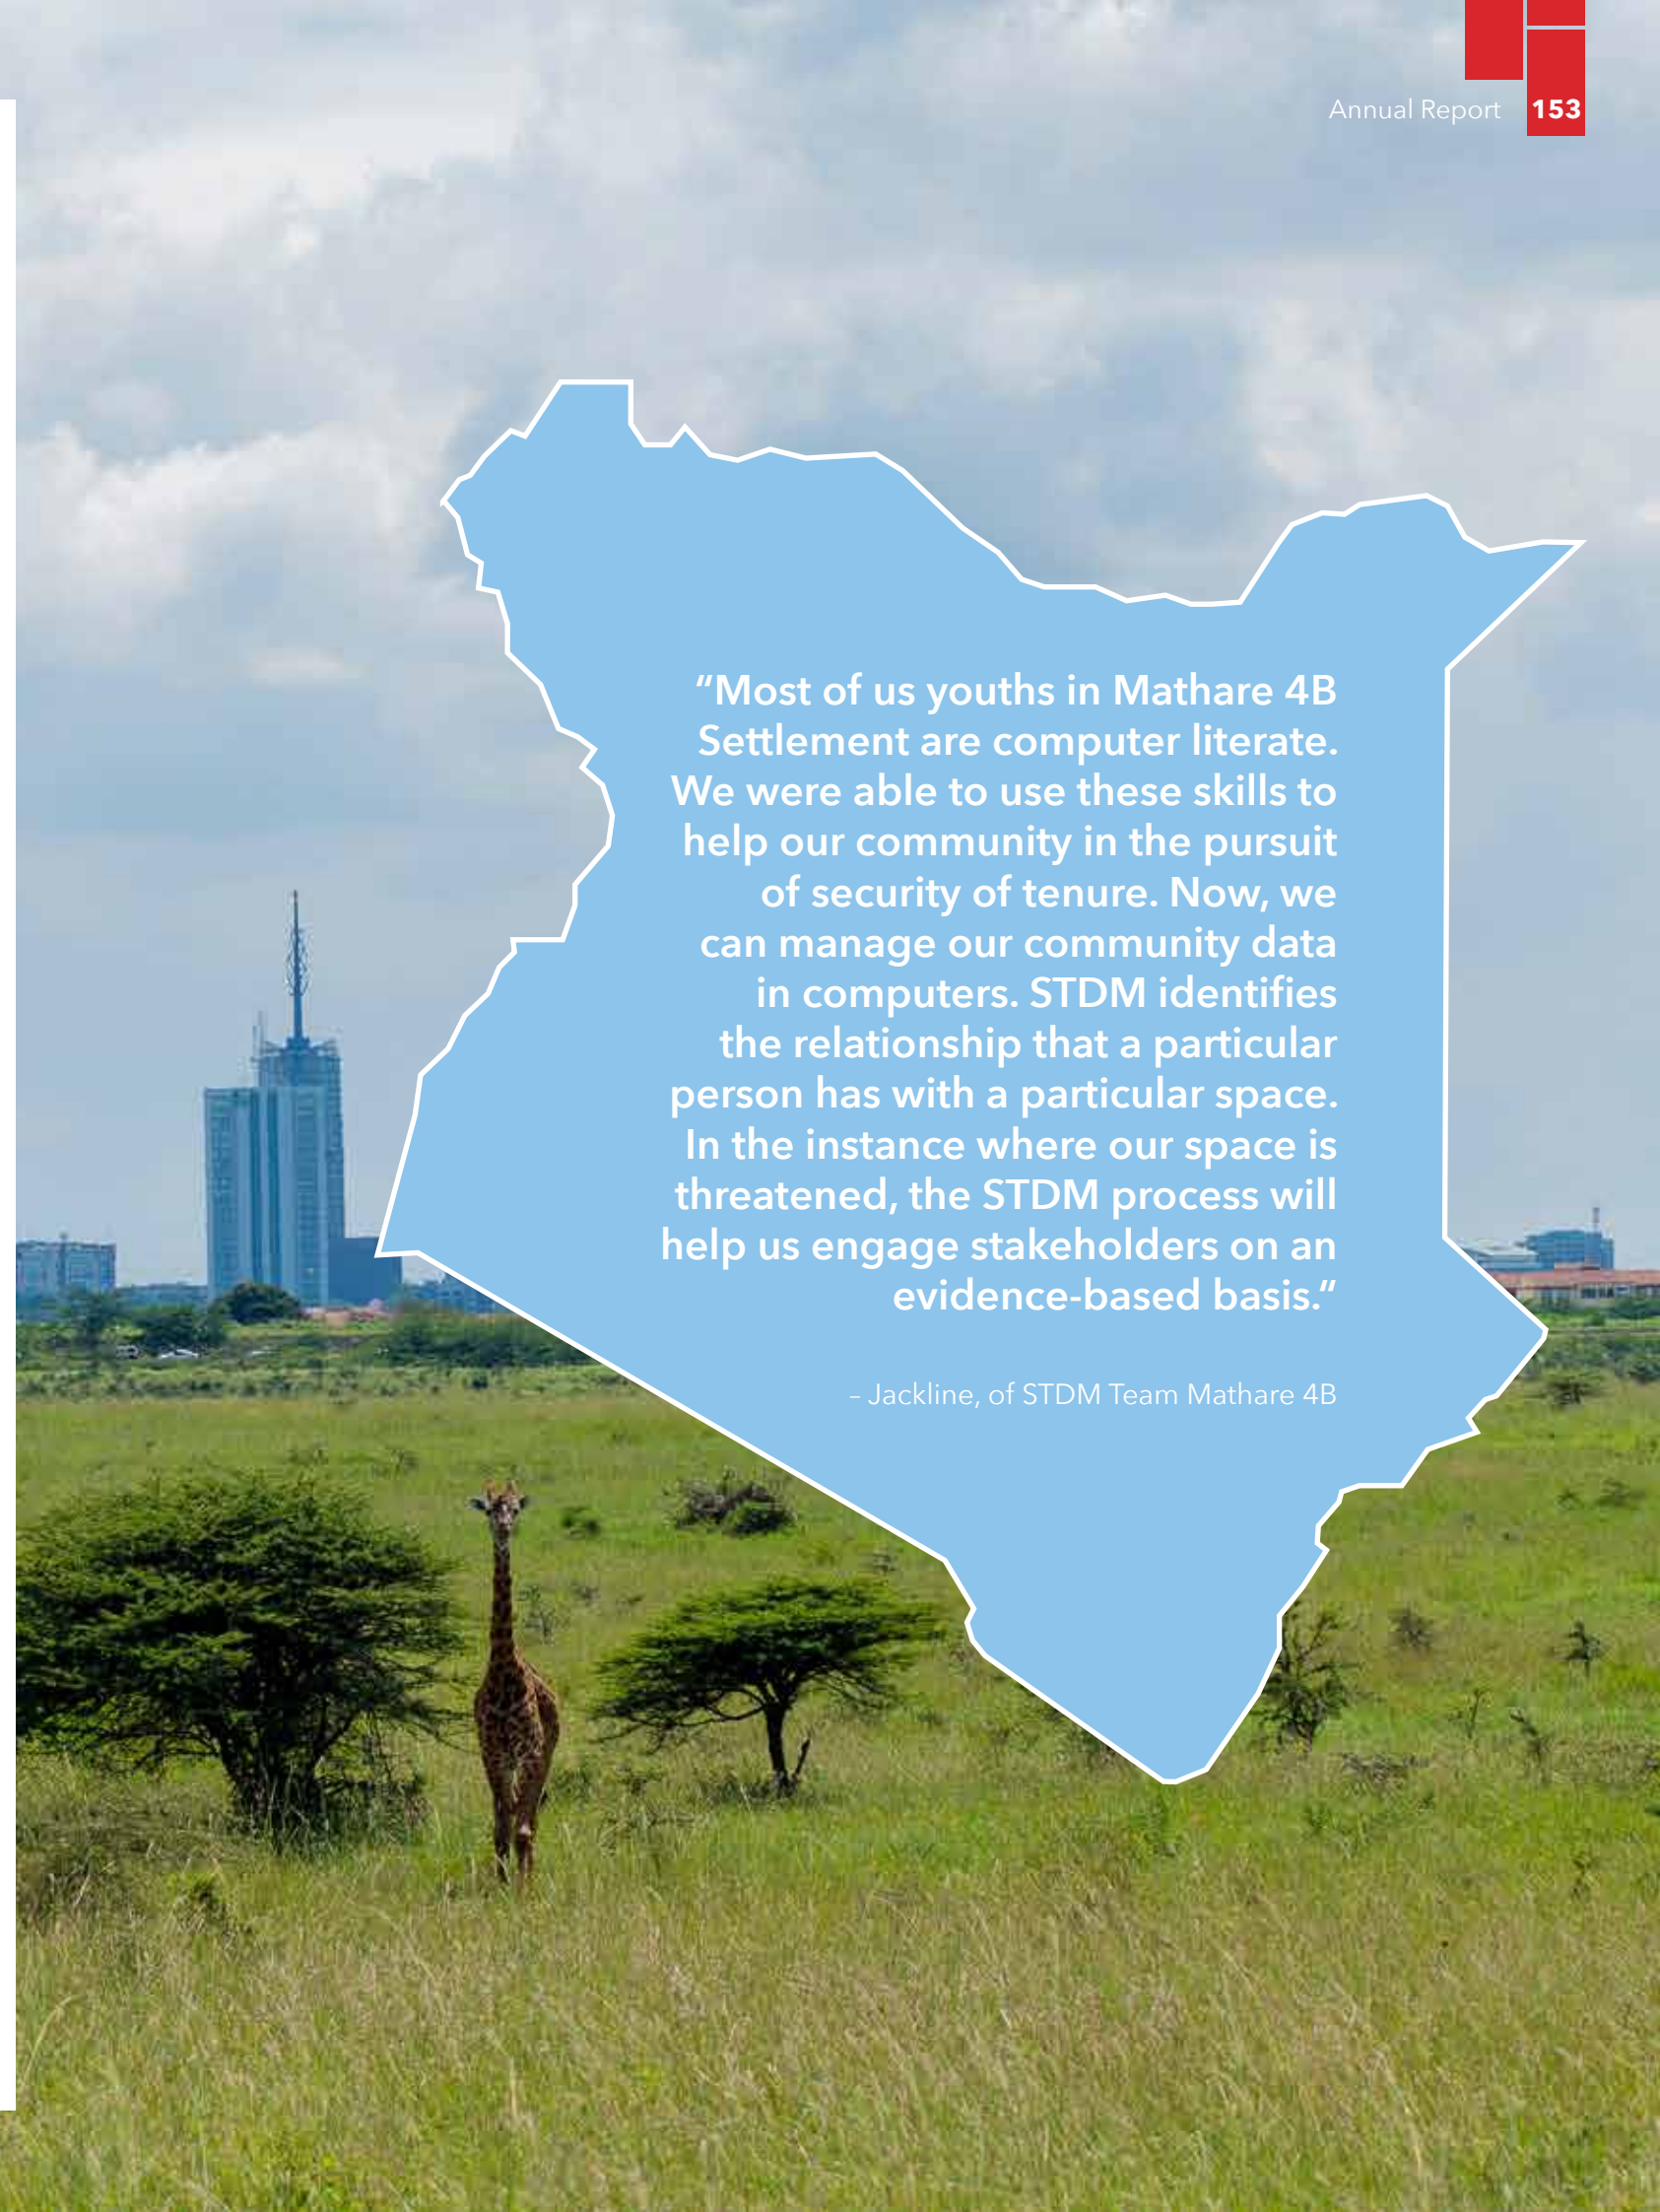 Annual Report 153
“Most of us youths in Mathare 4B
Settlement are computer literate.
We were able to use these skills to
help our community in the pursuit
of security of tenure. Now, we
can manage our community data
in computers. STDM identifies
the relationship that a particular
person has with a particular space.
In the instance where our space is
threatened, the STDM process will
help us engage stakeholders on an
evidence-based basis.“
– Jackline, of STDM Team Mathare 4B